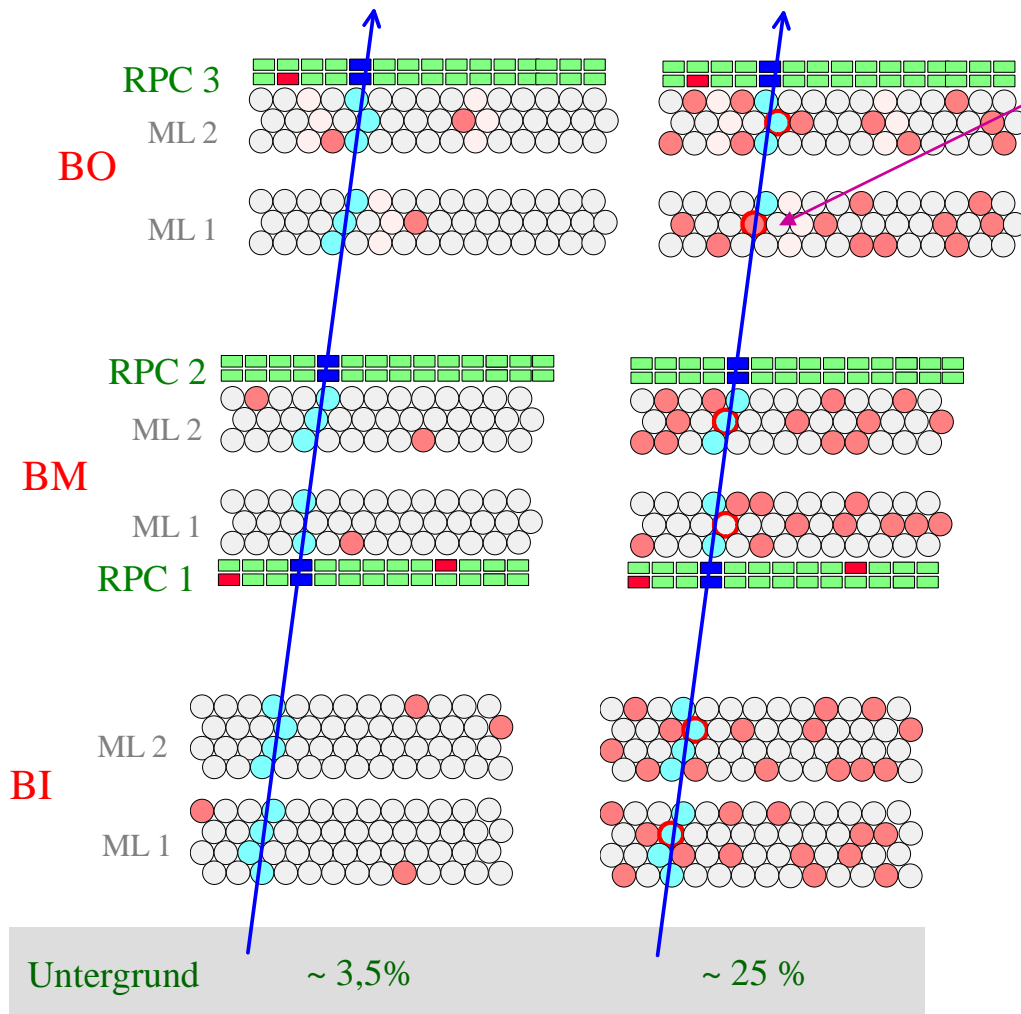 RPC 3
ML 2
BO
ML 1
RPC 2
ML 2
BM
ML 1
RPC 1
ML 2
BI
ML 1
Untergrund ~ 3,5% ~ 25 %